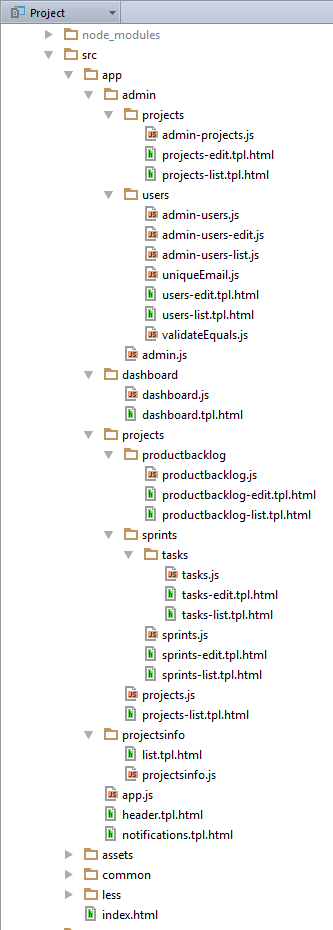 Project
node_modules
src
app
admin
projects
admin-projects.js
projects-edit.tpl.html
projects-list.tpl.html
users
admin-users.js
admin-users-edit.js
admin-users-list.js
uniqueEmail.js
users-edit.tpl.html
users-list.tpl.html
validateEquals.js
admin.js
dashboard
dashboard.js
dashboard.tpl.html
projects
productbacklog
productbacklog.js
productbacklog-edit.tpl.html
productbacklog-list.tpl.html
sprints
tasks
tasks.js
tasks-edit.tpl.html
tasks-list.tpl.html
sprints.js
sprints-edit.tpl.html
sprints-list.tpl.html
projects.js
projects-list.tpl.html
projectsinfo
list.tpl.html
projectsinfo.js
app.js
header.tpl.html
notifications.tpl.html
assets
common
less
index.html